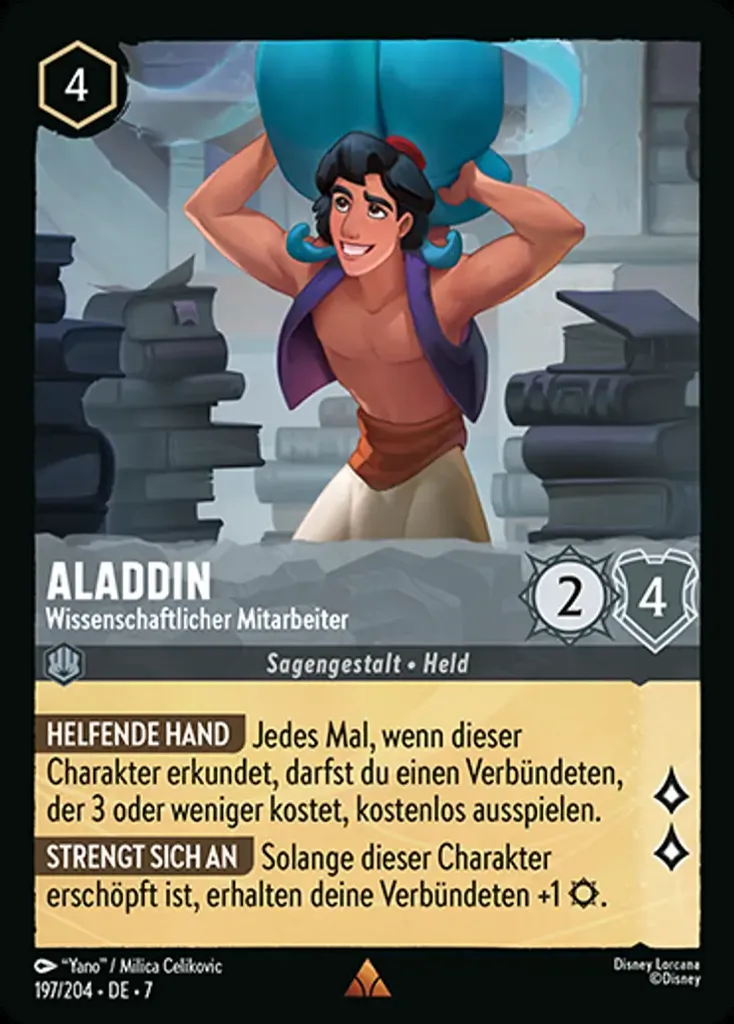 4
ALADDIN
Wissenschaftlicher Mitarbeiter
2
4
Sagengestalt • Held
HELFENDE HAND Jedes Mal, wenn dieser
Charakter erkundet, darfst du einen Verbündeten,
der 3 oder weniger kostet, kostenlos ausspielen.
STRENGT SICH AN Solange dieser Charakter
erschöpft ist, erhalten deine Verbündeten +1 .
"Yano" / Milica Celikovic
197/204 • DE • 7
Disney Lorcana
©Disney